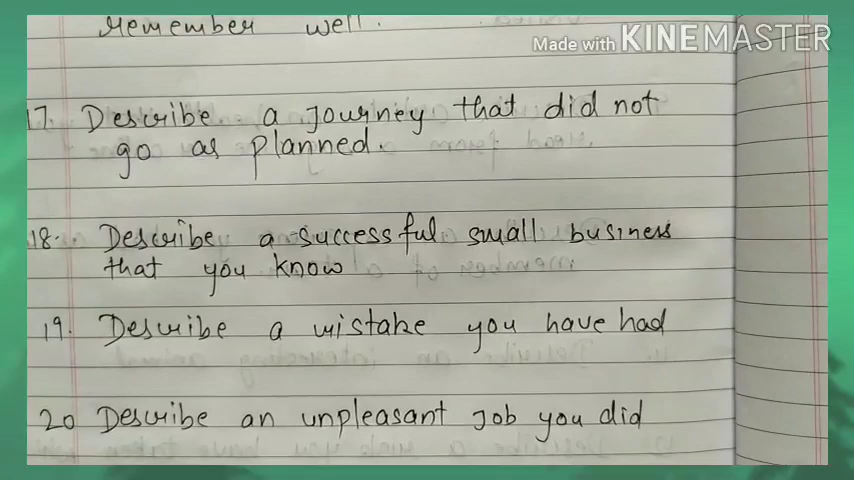 remember well.
Made with KINEMASTER
17. Describe a Journey that did not
go as planned.
18. Describe a successful small business
that you know
19. Describe a mistake you have had
20 Describe an unpleasant Job you did